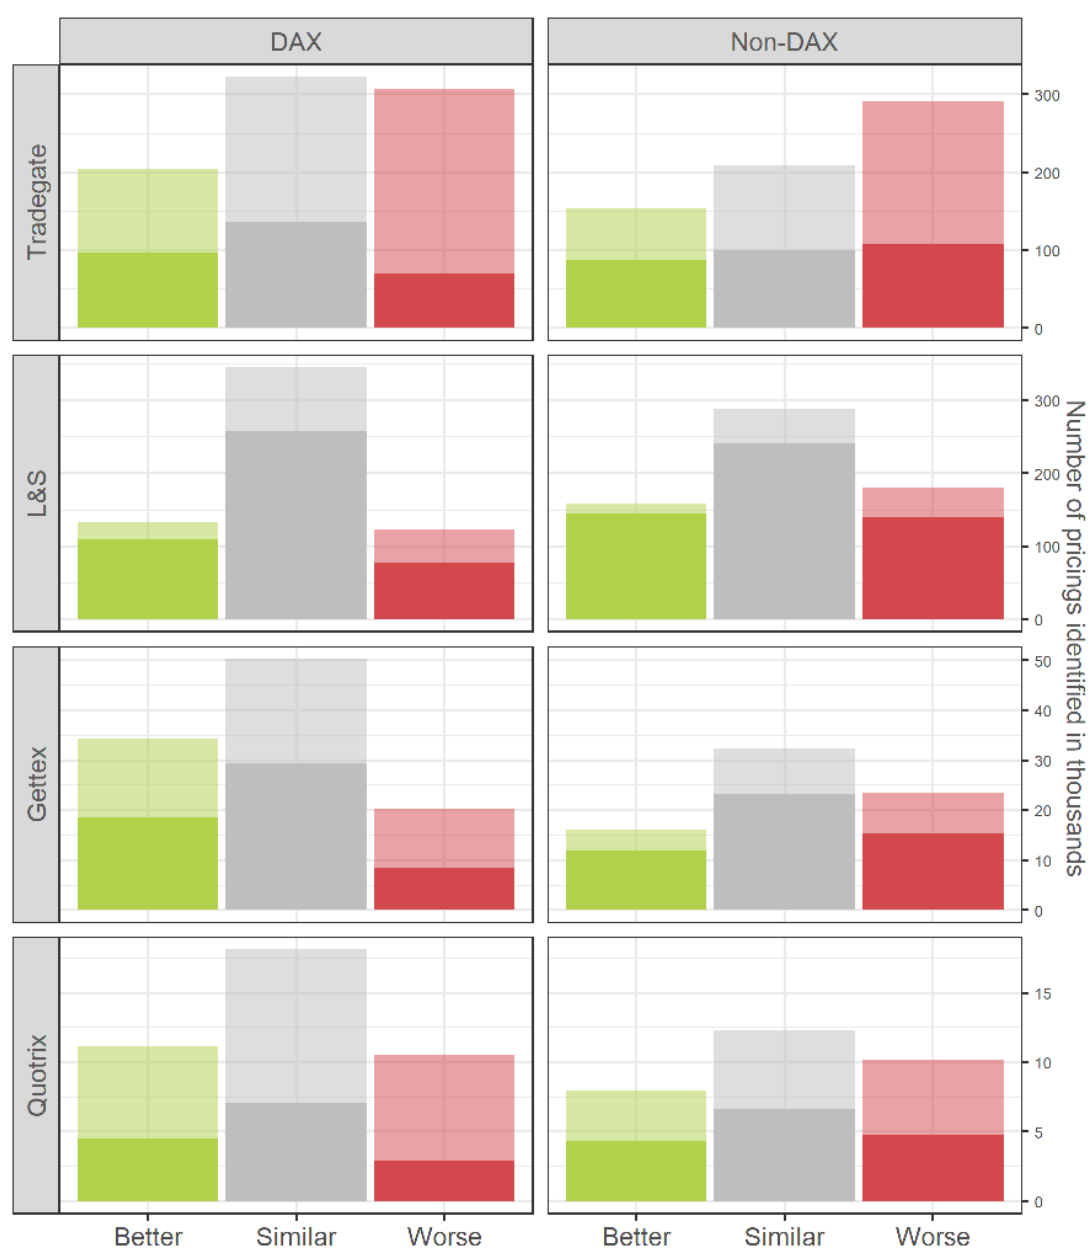 DAX
Non-DAX
Tradegate
300
200
100
0
L&S
300
200
100
0
Gettex
50
40
30
20
10
0
Quotrix
15
10
5
0
Number of pricings identified in thousands
Better
Similar
Worse
Better
Similar
Worse